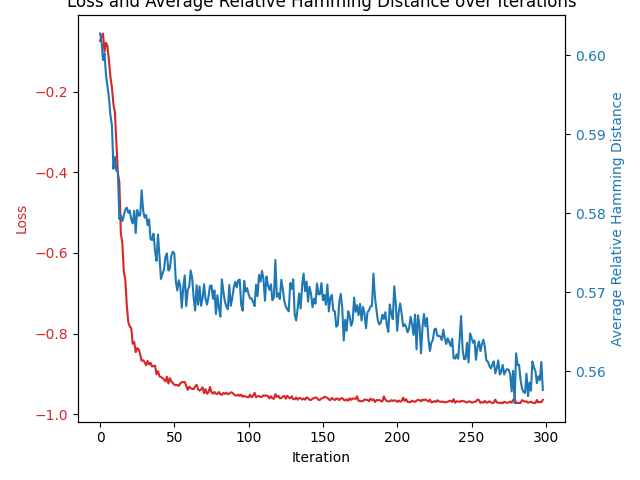 Loss and Average Relative Hamming Distance over Iterations
−0.2
−0.4
−0.6
−0.8
−1.0
Loss
0.60
0.59
0.58
0.57
0.56
Average Relative Hamming Distance
0 50 100 150 200 250 300
Iteration